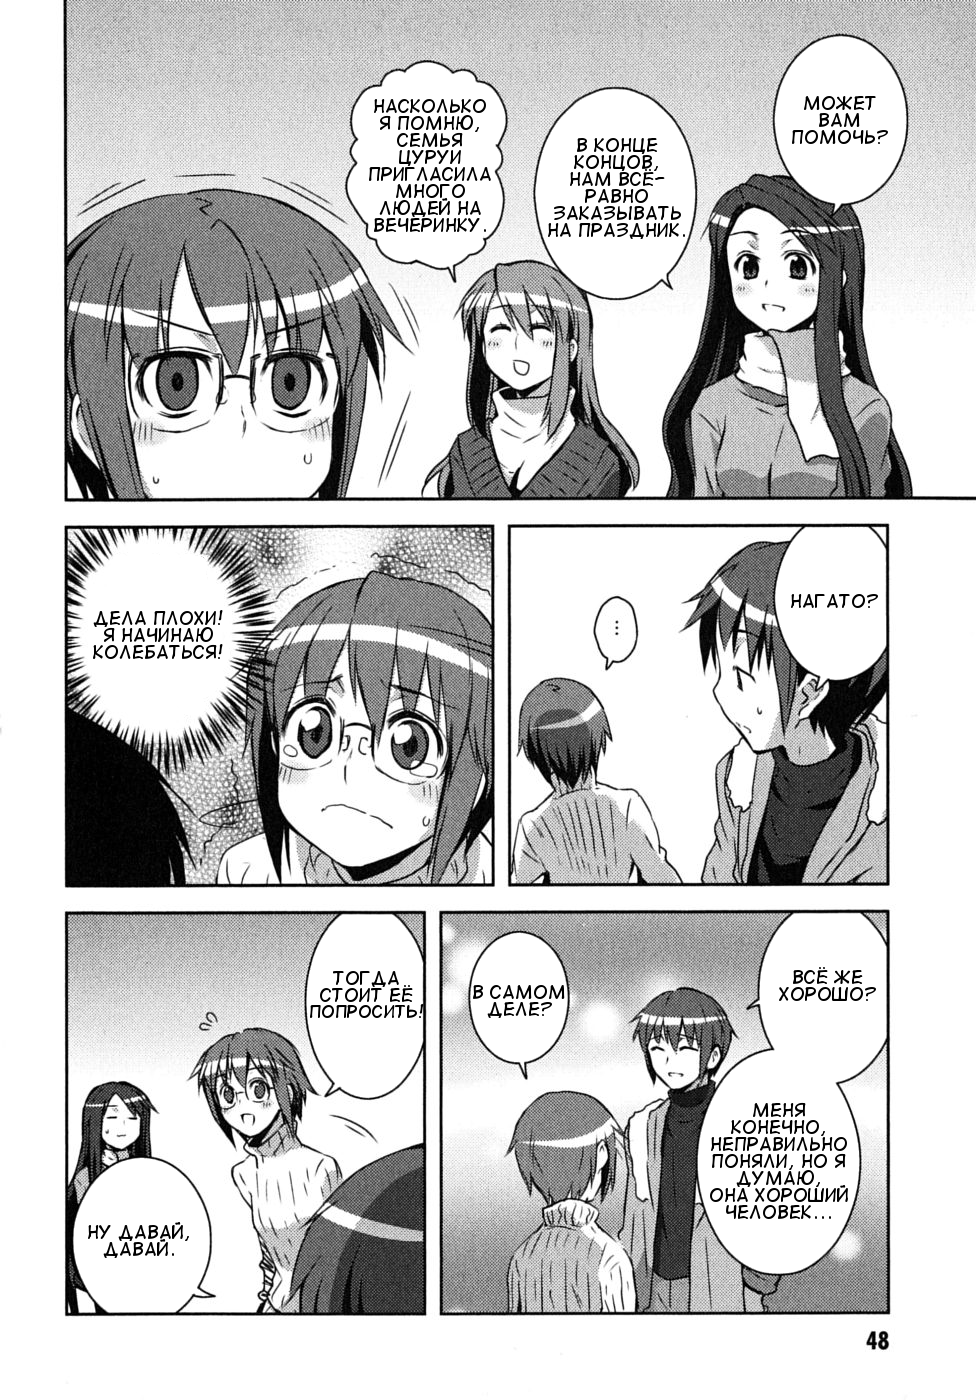 МОЖЕТ
ВАМ
ПОМОЧЬ?
В КОНЦЕ
КОНЦОВ,
НАМ ВСЁ-
РАВНО
ЗАКАЗЫВАТЬ
НА ПРАЗДНИК.
НАСКОЛЬКО
Я ПОМНЮ,
СЕМЬЯ
ЦУРУИ
ПРИГЛАСИЛА
МНОГО
ЛЮДЕЙ НА
ВЕЧЕРИНКУ.
НАГАТО?
...
ДЕЛА ПЛОХИ!
Я НАЧИНАЮ
КОЛЕБАТЬСЯ!
ВСЁ ЖЕ
ХОРОШО?
МЕНЯ
КОНЕЧНО,
НЕПРАВИЛЬНО
ПОНЯЛИ, НО Я
ДУМАЮ,
ОНА ХОРОШИЙ
ЧЕЛОВЕК...
В САМОМ
ДЕЛЕ?
ТОГДА
СТОИТ ЕЁ
ПОПРОСИТЬ!
НУ ДАВАЙ,
ДАВАЙ.
48